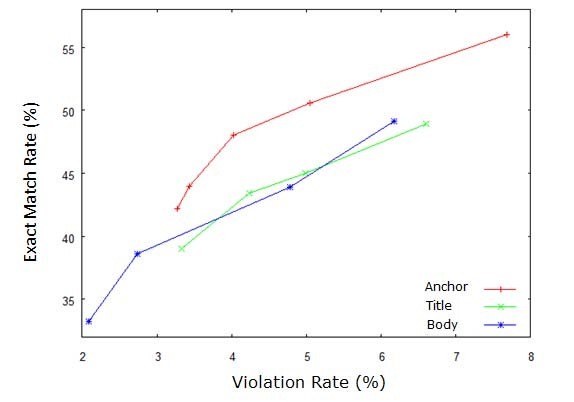 55
50
45
40
35
Exact Match Rate (%)
Anchor
Title
Body
2 3 4 5 6 7 8
Violation Rate (%)